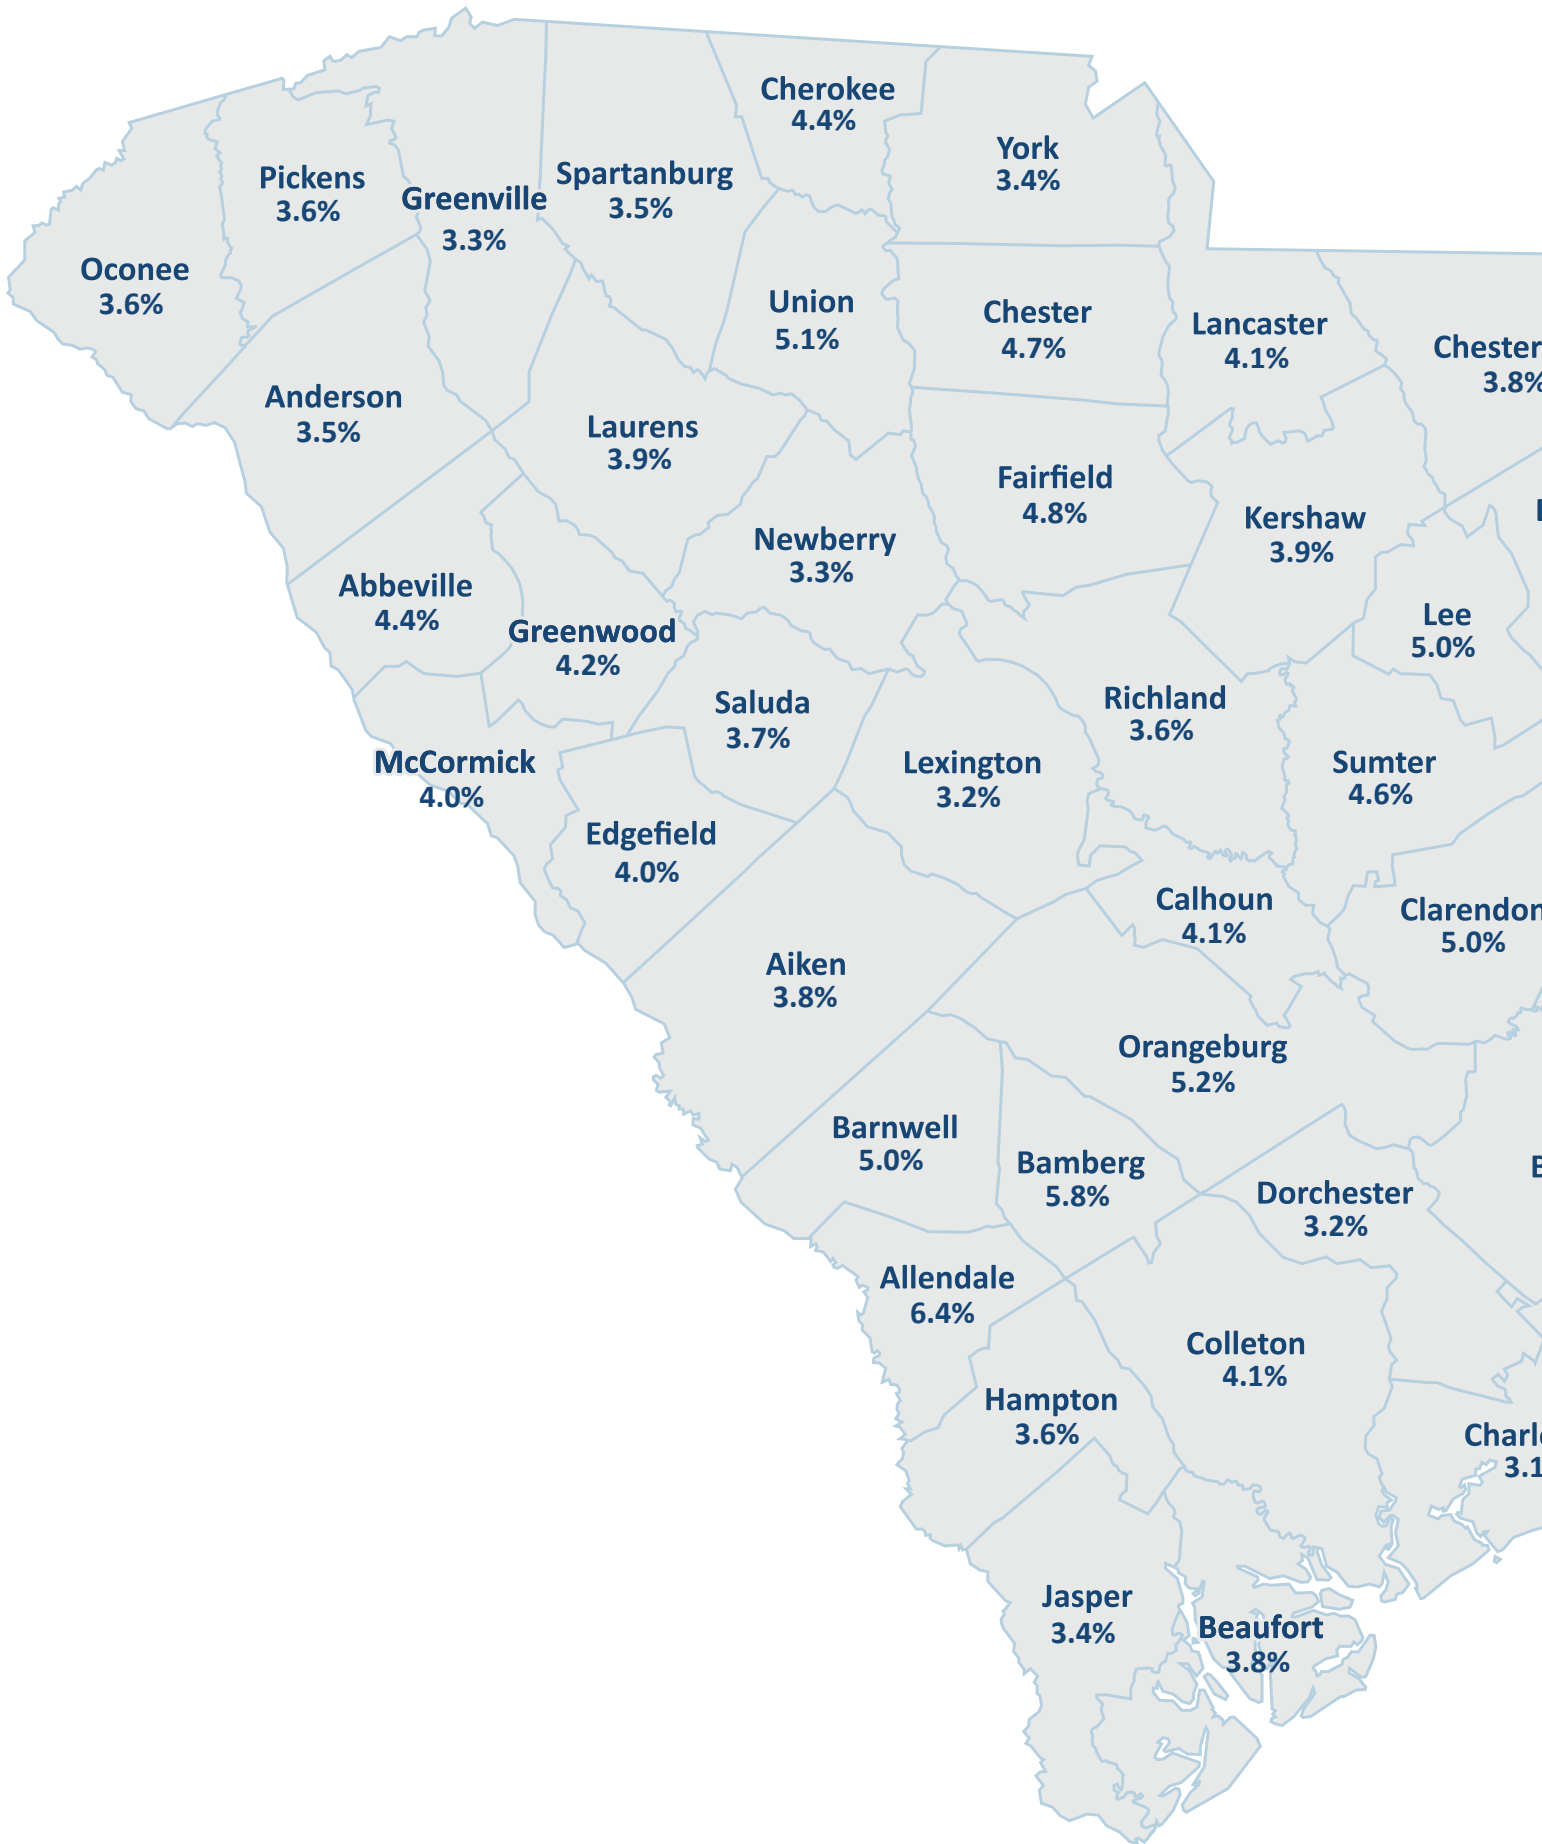 Cherokee
4.4%
York
3.4%
Pickens
3.6%
Greenville
3.3%
Spartanburg
3.5%
Oconee
3.6%
Union
5.1%
Chester
4.7%
Lancaster
4.1%
Chester
3.8%
Anderson
3.5%
Laurens
3.9%
Fairfield
4.8%
Kershaw
3.9%
Newberry
3.3%
Abbeville
4.4%
Greenwood
4.2%
Lee
5.0%
Saluda
3.7%
Richland
3.6%
McCormick
4.0%
Lexington
3.2%
Sumter
4.6%
Edgefield
4.0%
Calhoun
4.1%
Clarendon
5.0%
Aiken
3.8%
Orangeburg
5.2%
Barnwell
5.0%
Bamberg
5.8%
Dorchester
3.2%
Allendale
6.4%
Colleton
4.1%
Hampton
3.6%
Charl
3.1
Jasper
3.4%
Beaufort
3.8%